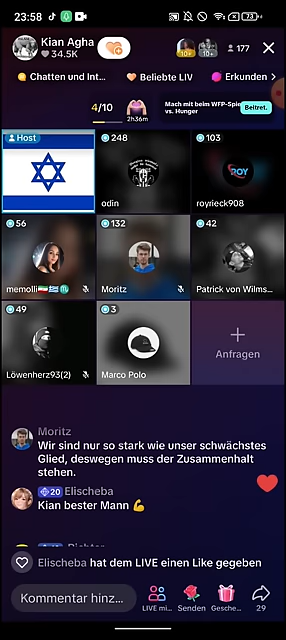 23:58
73
Kian Agha
34.5K
10+
10+
177
Chatten und Int...
Beliebte LIV
Erkunden
4/10
2h36m
Mach mit beim WFP-Spie
vs. Hunger
Beitret.
Host
248
odin
103
ROY
royrieck908
56
memolli
132
Moritz
42
Patrick von Wilms...
49
Löwenherz93(2)
3
Marco Polo
Anfragen
Moritz
Wir sind nur so stark wie unser schwächstes
Glied, deswegen muss der Zusammenhalt
stehen.
20 Elischeba
Kian bester Mann 💪
Elischeba hat dem LIVE einen Like gegeben
Kommentar hinz...
LIVE mi...
Senden
Gesche...
29